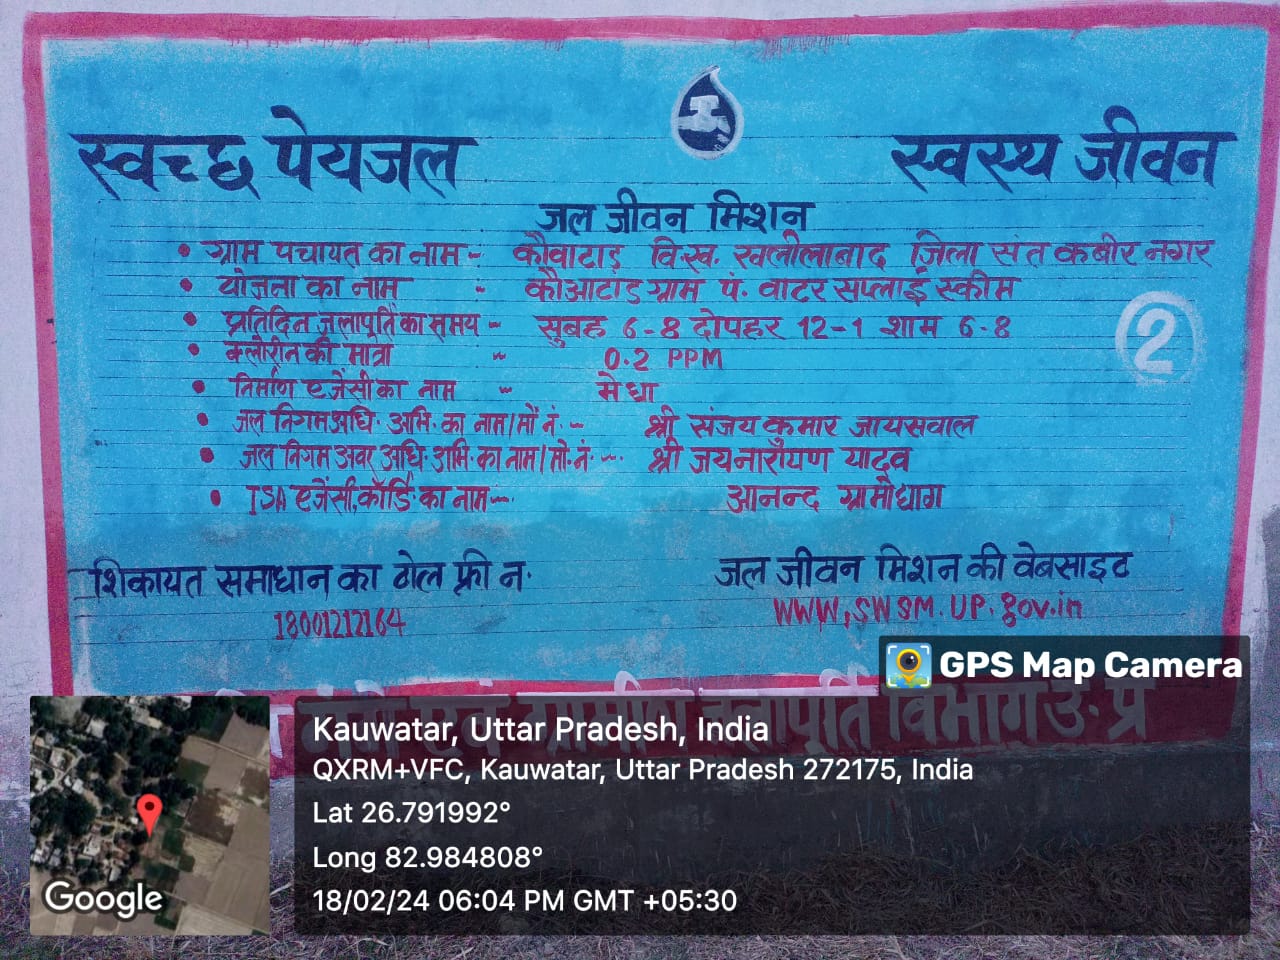 स्वच्छ पेयजल स्वस्थ जीवन
जल जीवन मिशन
• ग्राम पंचायत का नाम - कौवाटाड़ वि.ख. खलीलाबाद जिला संत कबीर नगर
• योजना का नाम - कौआटाड़ ग्राम पं. वाटर सप्लाई स्कीम
• प्रतिदिन जलापूर्ति का समय - सुबह 6-8 दोपहर 12-1 शाम 6-8
2
• क्लोरीन की मात्रा " 0.2 PPM
• निर्माण एजेंसी का नाम " मेधा
• जल निगम अधि. अभि. का नाम/मो नं. - श्री संजय कुमार जायसवाल
• जल निगम अवर अधि. अभि. का नाम/मो. नं. - श्री जयनारायण यादव
• ISA एजेंसी, कॉर्डि. का नाम - आनन्द ग्रामोधाग
शिकायत समाधान का टोल फ्री न. जल जीवन मिशन की वेबसाइट
18001212164 WWW.SWSM.UP.gov.in
एवं ग्रामीण जलापूर्ति विभाग उ. प्र
GPS Map Camera
Kauwatar, Uttar Pradesh, India
QXRM+VFC, Kauwatar, Uttar Pradesh 272175, India
Lat 26.791992°
Long 82.984808°
18/02/24 06:04 PM GMT +05:30
Google